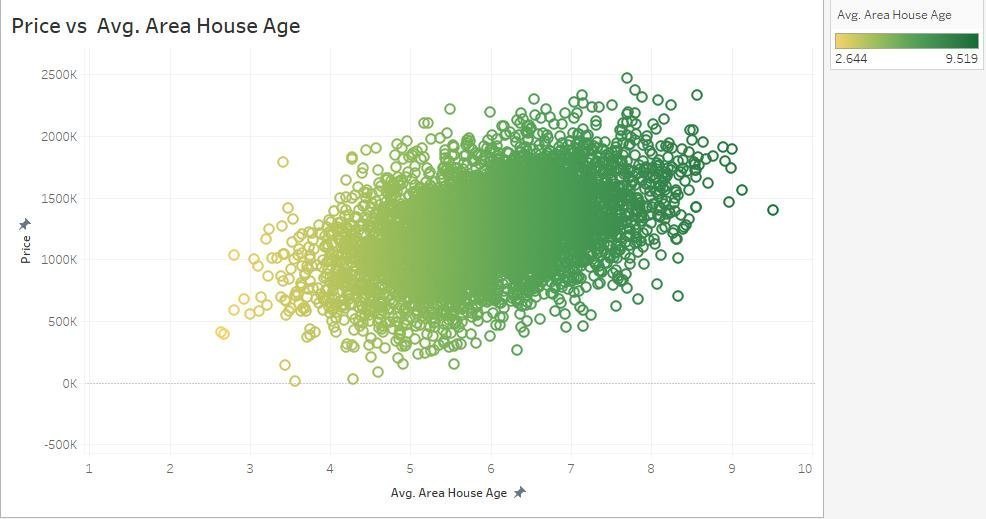 Price vs  Avg. Area House Age
Avg. Area House Age
2.644 9.519
2500K
2000K
1500K
1000K
500K
0K
-500K
Price
1 2 3 4 5 6 7 8 9 10
Avg. Area House Age